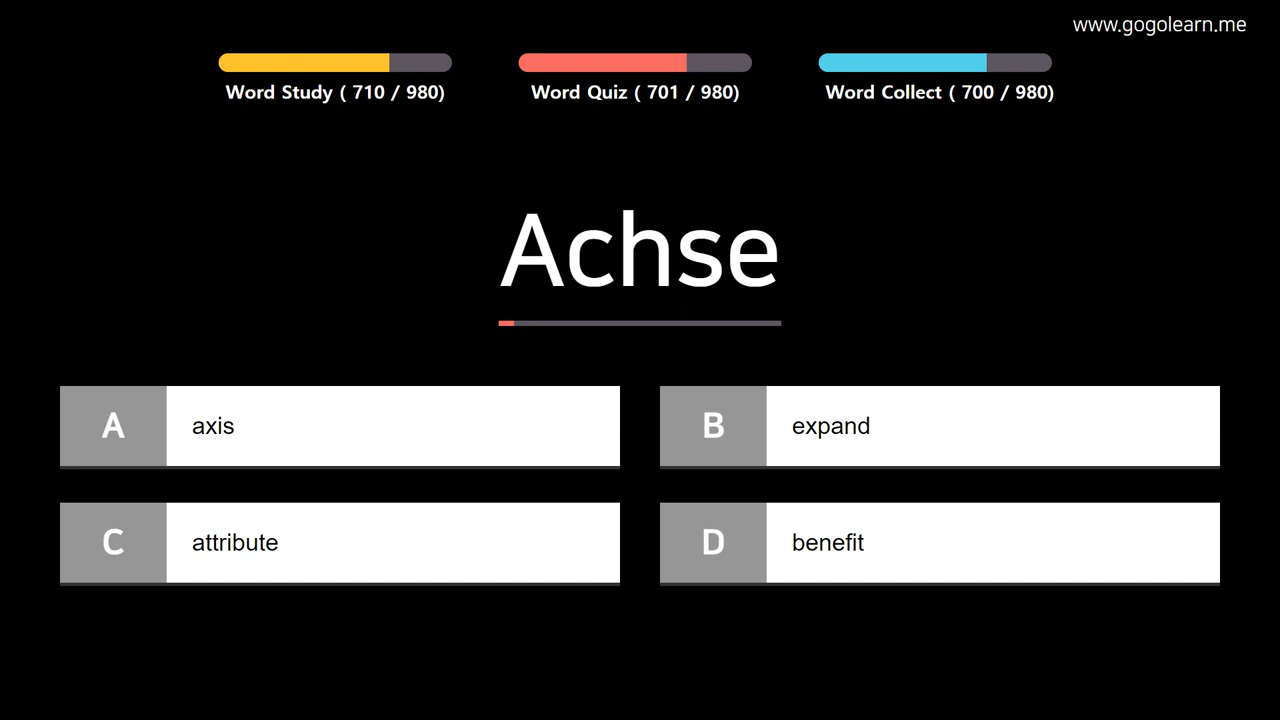 www.gogolearn.me
Word Study ( 710 / 980)
Word Quiz ( 701 / 980)
Word Collect ( 700 / 980)
Achse
A axis
B expand
C attribute
D benefit